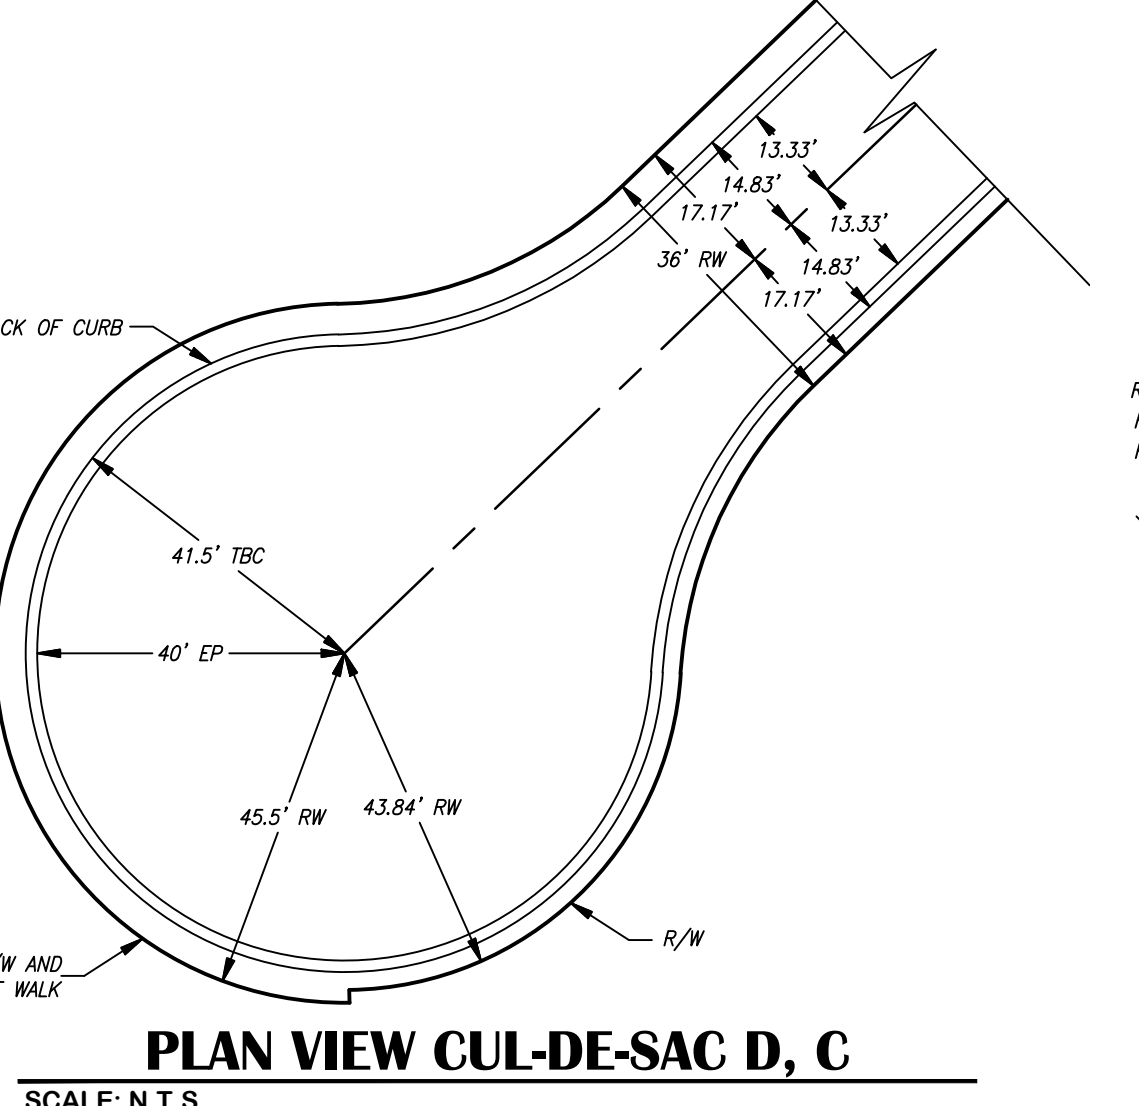 13.33'
14.83'
17.17'
36' RW
13.33'
14.83'
17.17'
CK OF CURB
41.5' TBC
40' EP
45.5' RW
43.84' RW
R/W
/W AND
WALK
PLAN VIEW CUL-DE-SAC D, C
SCALE: N.T.S.